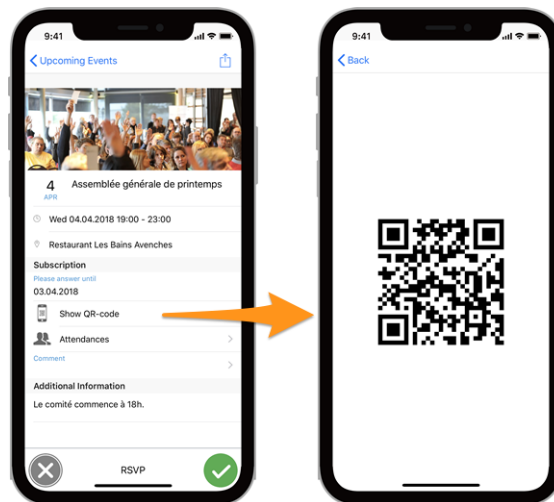 9:41
Upcoming Events
4
APR
Assemblée générale de printemps
Wed 04.04.2018 19:00 - 23:00
Restaurant Les Bains Avenches
Subscription
Please answer until
03.04.2018
Show QR-code
Attendances
Comment
Additional Information
Le comité commence à 18h.
RSVP
9:41
Back